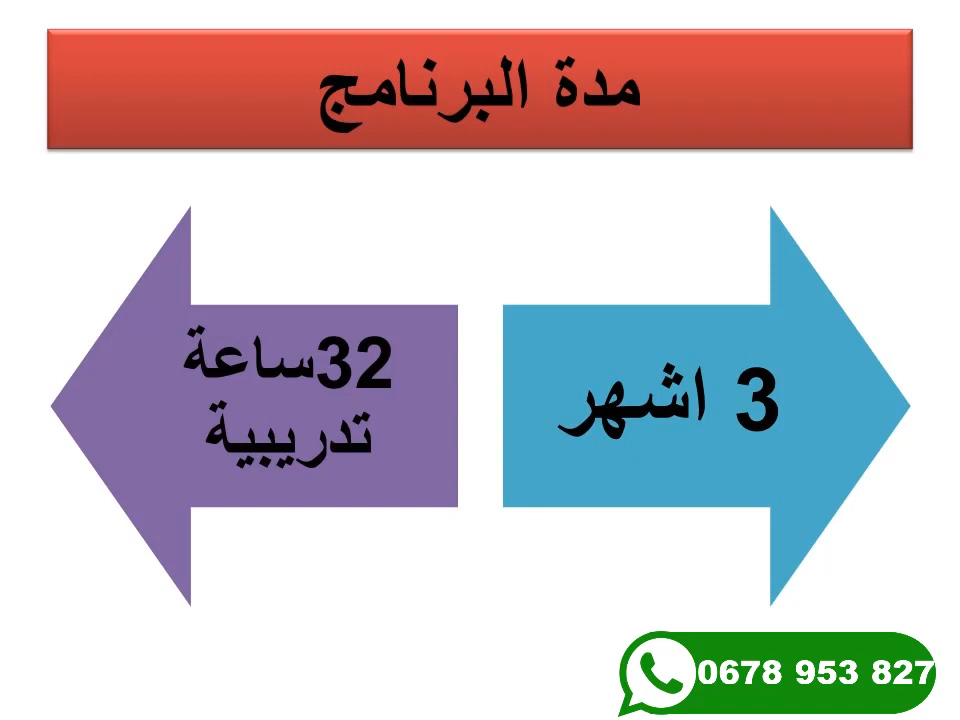 مدة البرنامج
3 اشهر
32ساعة
تدريبية
0678 953 827